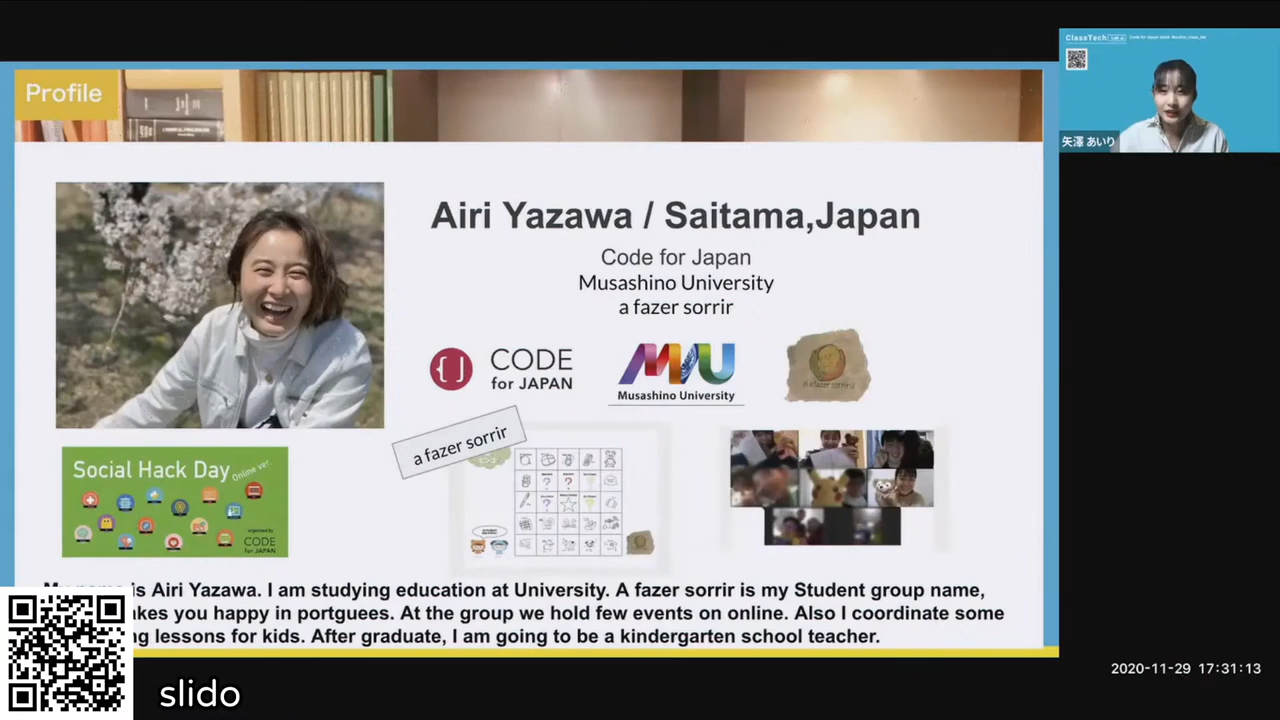 Profile
ClassTech
矢澤 あいり
Airi Yazawa / Saitama,Japan
Code for Japan
Musashino University
a fazer sorrir
CODE
for JAPAN
MU
Musashino University
a fazer sorrir
Social Hack Day
Online ver.
organized by
CODE
for JAPAN
is Airi Yazawa. I am studying education at University. A fazer sorrir is my Student group name,
you happy in portguees. At the group we hold few events on online. Also I coordinate some
lessons for kids. After graduate, I am going to be a kindergarten school teacher.
2020-11-29 17:31:13
slido